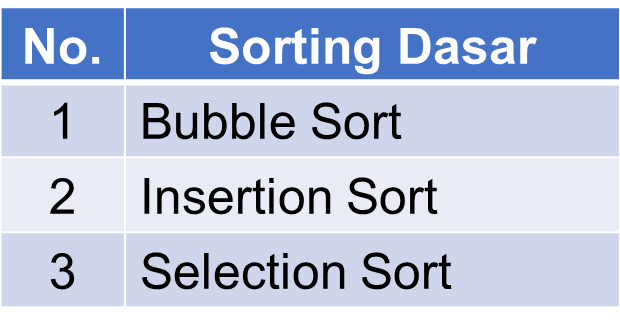 No. Sorting Dasar
1 Bubble Sort
2 Insertion Sort
3 Selection Sort